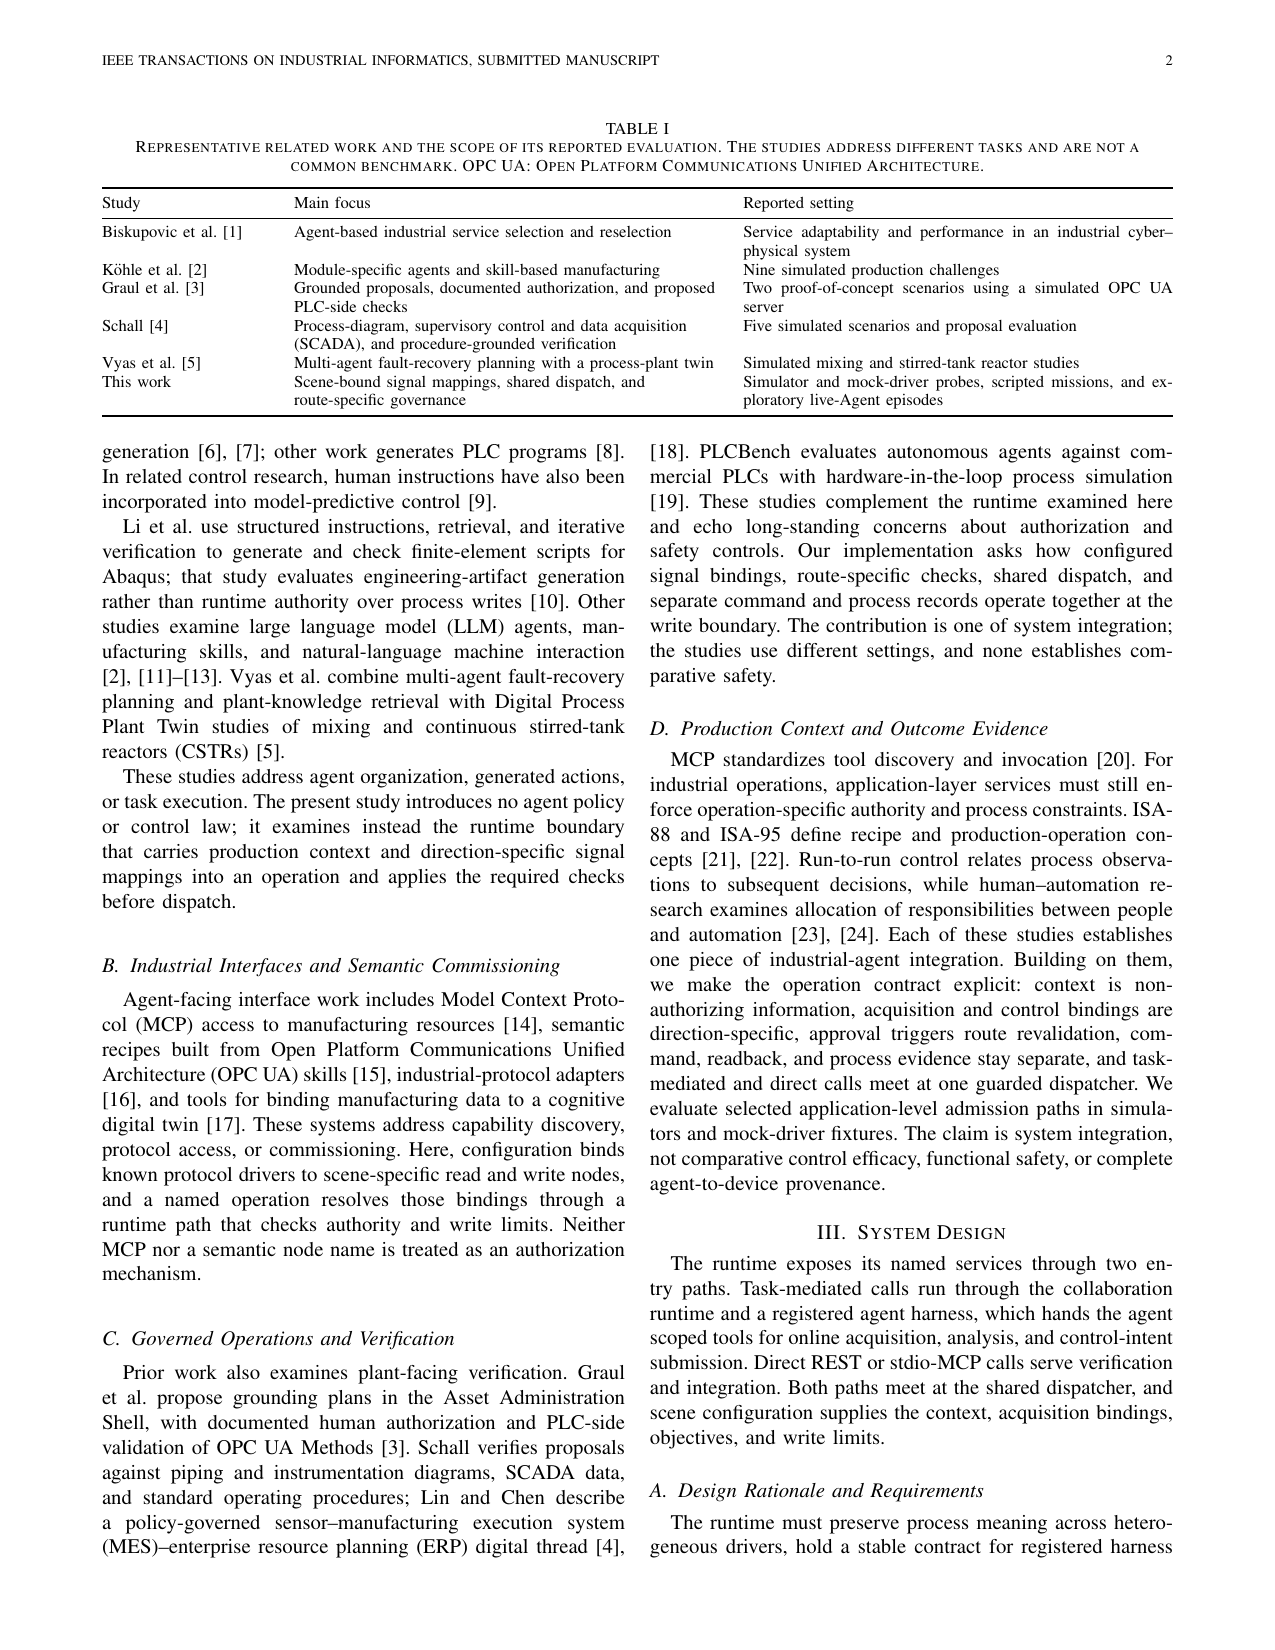 IEEE TRANSACTIONS ON INDUSTRIAL INFORMATICS, SUBMITTED MANUSCRIPT 2
TABLE I
REPRESENTATIVE RELATED WORK AND THE SCOPE OF ITS REPORTED EVALUATION. THE STUDIES ADDRESS DIFFERENT TASKS AND ARE NOT A
COMMON BENCHMARK. OPC UA: OPEN PLATFORM COMMUNICATIONS UNIFIED ARCHITECTURE.
Study Main focus Reported setting
Biskupovic et al. [1] Agent-based industrial service selection and reselection Service adaptability and performance in an industrial cyber–
physical system
Köhle et al. [2] Module-specific agents and skill-based manufacturing Nine simulated production challenges
Graul et al. [3] Grounded proposals, documented authorization, and proposed Two proof-of-concept scenarios using a simulated OPC UA
PLC-side checks server
Schall [4] Process-diagram, supervisory control and data acquisition Five simulated scenarios and proposal evaluation
(SCADA), and procedure-grounded verification
Vyas et al. [5] Multi-agent fault-recovery planning with a process-plant twin Simulated mixing and stirred-tank reactor studies
This work Scene-bound signal mappings, shared dispatch, and Simulator and mock-driver probes, scripted missions, and ex-
route-specific governance ploratory live-Agent episodes
generation [6], [7]; other work generates PLC programs [8].
In related control research, human instructions have also been
incorporated into model-predictive control [9].
Li et al. use structured instructions, retrieval, and iterative
verification to generate and check finite-element scripts for
Abaqus; that study evaluates engineering-artifact generation
rather than runtime authority over process writes [10]. Other
studies examine large language model (LLM) agents, man-
ufacturing skills, and natural-language machine interaction
[2], [11]–[13]. Vyas et al. combine multi-agent fault-recovery
planning and plant-knowledge retrieval with Digital Process
Plant Twin studies of mixing and continuous stirred-tank
reactors (CSTRs) [5].
These studies address agent organization, generated actions,
or task execution. The present study introduces no agent policy
or control law; it examines instead the runtime boundary
that carries production context and direction-specific signal
mappings into an operation and applies the required checks
before dispatch.
B. Industrial Interfaces and Semantic Commissioning
Agent-facing interface work includes Model Context Proto-
col (MCP) access to manufacturing resources [14], semantic
recipes built from Open Platform Communications Unified
Architecture (OPC UA) skills [15], industrial-protocol adapters
[16], and tools for binding manufacturing data to a cognitive
digital twin [17]. These systems address capability discovery,
protocol access, or commissioning. Here, configuration binds
known protocol drivers to scene-specific read and write nodes,
and a named operation resolves those bindings through a
runtime path that checks authority and write limits. Neither
MCP nor a semantic node name is treated as an authorization
mechanism.
C. Governed Operations and Verification
Prior work also examines plant-facing verification. Graul
et al. propose grounding plans in the Asset Administration
Shell, with documented human authorization and PLC-side
validation of OPC UA Methods [3]. Schall verifies proposals
against piping and instrumentation diagrams, SCADA data,
and standard operating procedures; Lin and Chen describe
a policy-governed sensor–manufacturing execution system
(MES)–enterprise resource planning (ERP) digital thread [4],
[18]. PLCBench evaluates autonomous agents against com-
mercial PLCs with hardware-in-the-loop process simulation
[19]. These studies complement the runtime examined here
and echo long-standing concerns about authorization and
safety controls. Our implementation asks how configured
signal bindings, route-specific checks, shared dispatch, and
separate command and process records operate together at the
write boundary. The contribution is one of system integration;
the studies use different settings, and none establishes com-
parative safety.
D. Production Context and Outcome Evidence
MCP standardizes tool discovery and invocation [20]. For
industrial operations, application-layer services must still en-
force operation-specific authority and process constraints. ISA-
88 and ISA-95 define recipe and production-operation con-
cepts [21], [22]. Run-to-run control relates process observa-
tions to subsequent decisions, while human–automation re-
search examines allocation of responsibilities between people
and automation [23], [24]. Each of these studies establishes
one piece of industrial-agent integration. Building on them,
we make the operation contract explicit: context is non-
authorizing information, acquisition and control bindings are
direction-specific, approval triggers route revalidation, com-
mand, readback, and process evidence stay separate, and task-
mediated and direct calls meet at one guarded dispatcher. We
evaluate selected application-level admission paths in simula-
tors and mock-driver fixtures. The claim is system integration,
not comparative control efficacy, functional safety, or complete
agent-to-device provenance.
III. SYSTEM DESIGN
The runtime exposes its named services through two en-
try paths. Task-mediated calls run through the collaboration
runtime and a registered agent harness, which hands the agent
scoped tools for online acquisition, analysis, and control-intent
submission. Direct REST or stdio-MCP calls serve verification
and integration. Both paths meet at the shared dispatcher, and
scene configuration supplies the context, acquisition bindings,
objectives, and write limits.
A. Design Rationale and Requirements
The runtime must preserve process meaning across hetero-
geneous drivers, hold a stable contract for registered harness